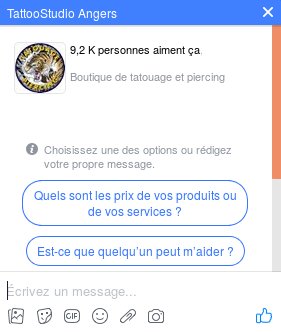 TattooStudio Angers
9,2 K personnes aiment ça.
Boutique de tatouage et piercing
Choisissez une des options ou rédigez
votre propre message.
Quels sont les prix de vos produits ou
de vos services ?
Est-ce que quelqu'un peut m'aider ?
Écrivez un message...
GIF